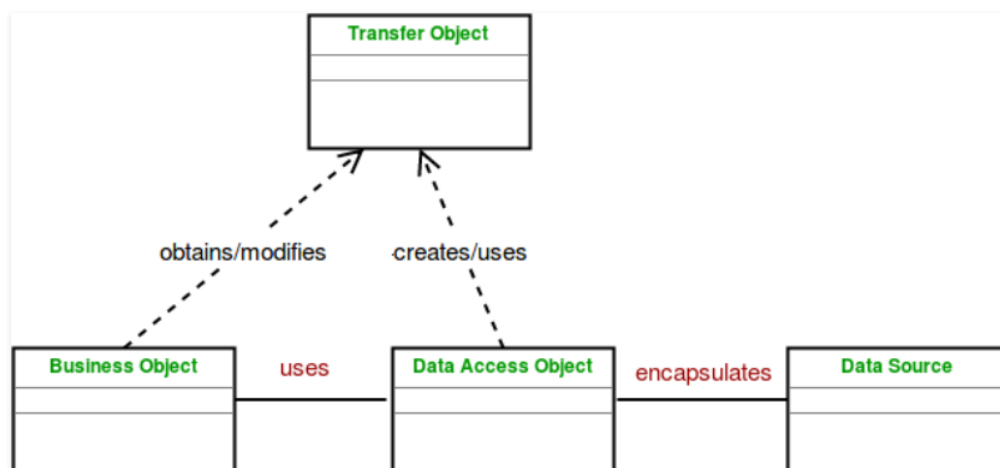 Transfer Object
obtains/modifies
creates/uses
Business Object
uses
Data Access Object
encapsulates
Data Source